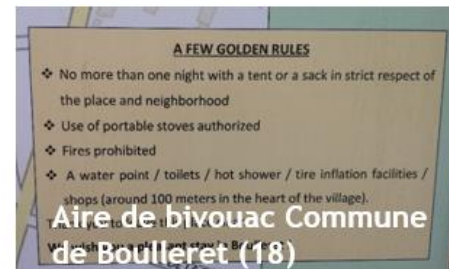 A FEW GOLDEN RULES
❖ No more than one night with a tent or a sack in strict respect of
the place and neighborhood
❖ Use of portable stoves authorized
❖ Fires prohibited
❖ A water point / toilets / hot shower / tire inflation facilities /
shops (around 100 meters in the heart of the village).
Aire de bivouac Commune
de Boulleret (18)